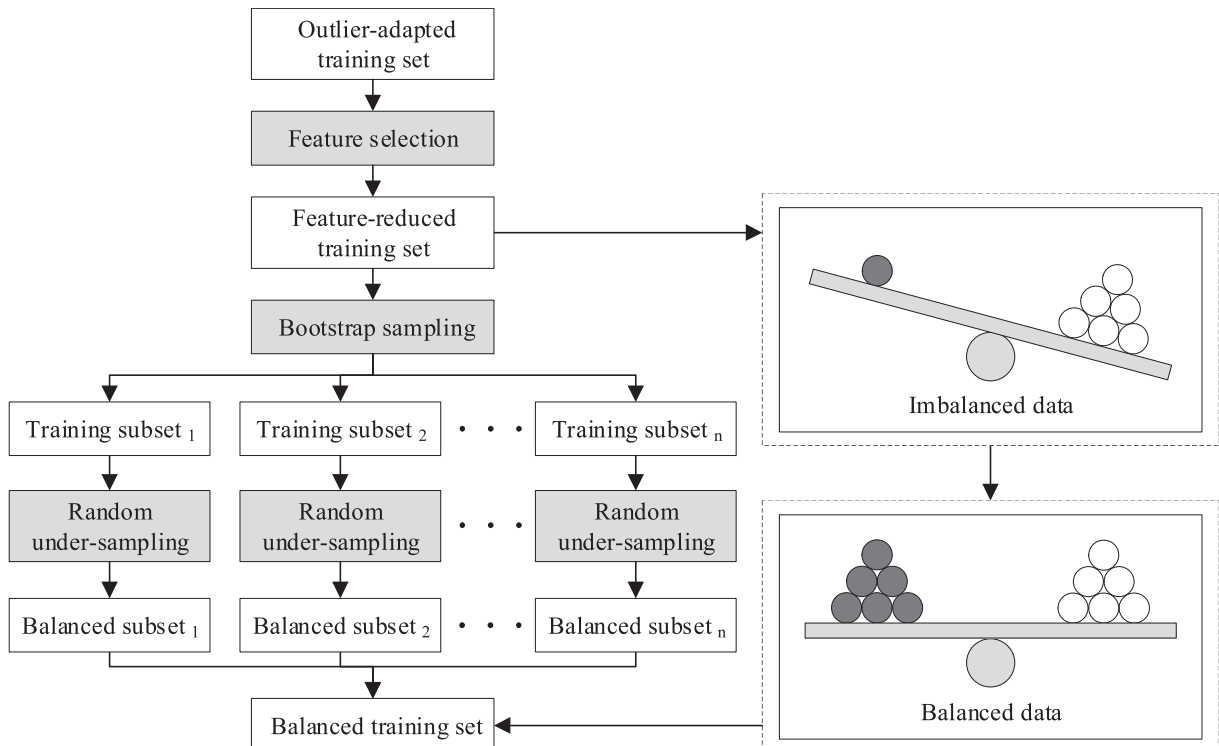 Outlier-adapted
training set
Feature selection
Feature-reduced
training set
Bootstrap sampling
Training subset 1
Training subset 2
. . .
Training subset n
Random
under-sampling
Random
under-sampling
. . .
Random
under-sampling
Balanced subset 1
Balanced subset 2
. . .
Balanced subset n
Balanced training set
Imbalanced data
Balanced data